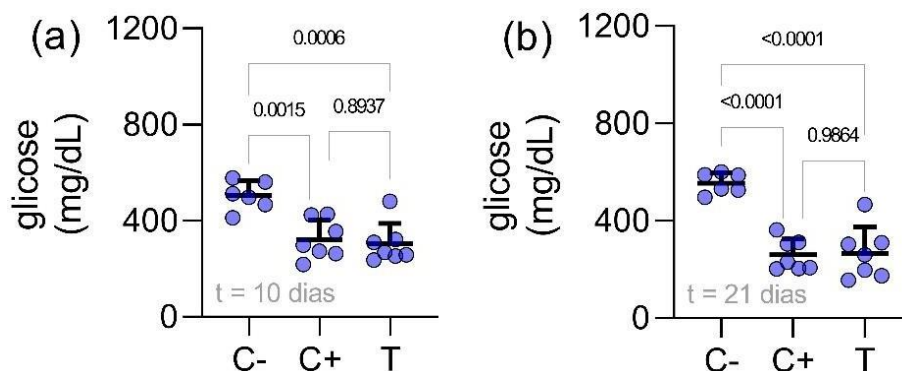 (a)
glicose
(mg/dL)
1200
800
400
0
0.0006
0.0015
0.8937
t = 10 dias
C-
C+
T
(b)
glicose
(mg/dL)
1200
800
400
0
<0.0001
<0.0001
0.9864
t = 21 dias
C-
C+
T